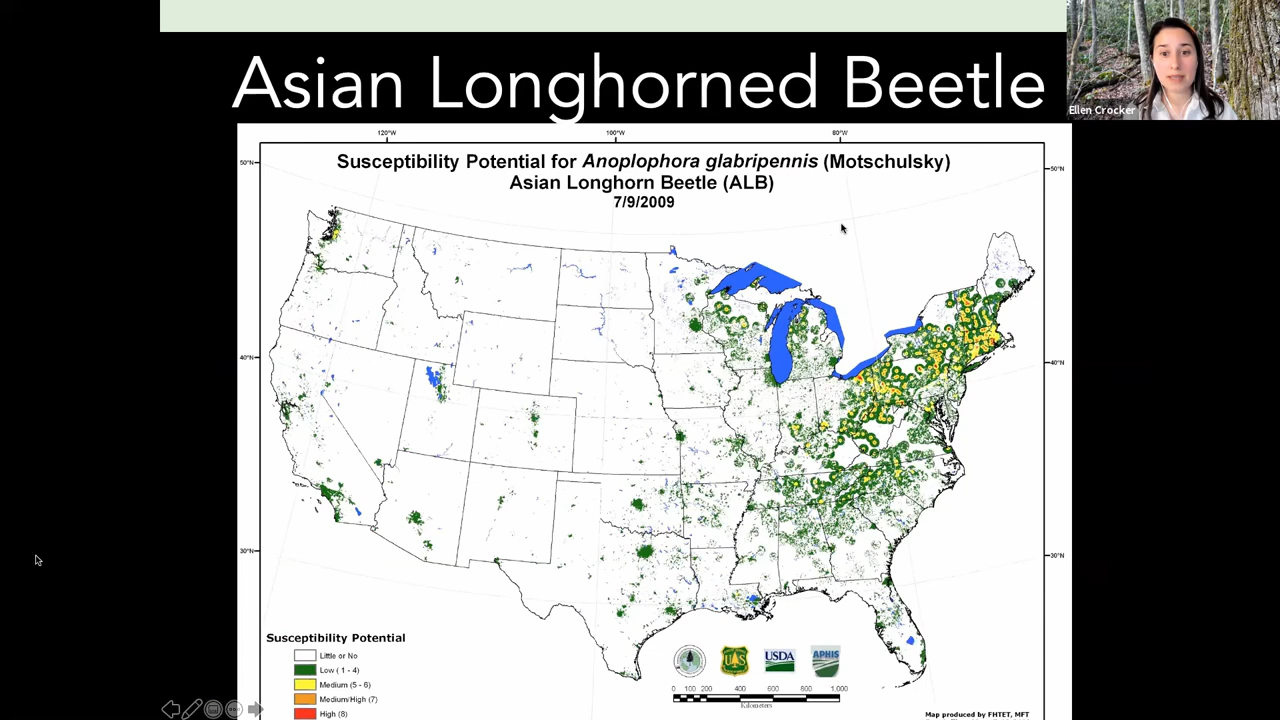 Asian Longhorned Beetle
Ellen Crocker
120°W
100°W
80°W
Susceptibility Potential for Anoplophora glabripennis (Motschulsky)
Asian Longhorn Beetle (ALB)
7/9/2009
50°N
50°N
40°N
40°N
30°N
30°N
Susceptibility Potential
Little or No
Low ( 1 - 4)
Medium (5 - 6)
Medium/High (7)
High (8)
UAS
USDA
APHIS
0 100 200 400 600 800 1,000
Kilometers
Map produced by FHTET, MFT